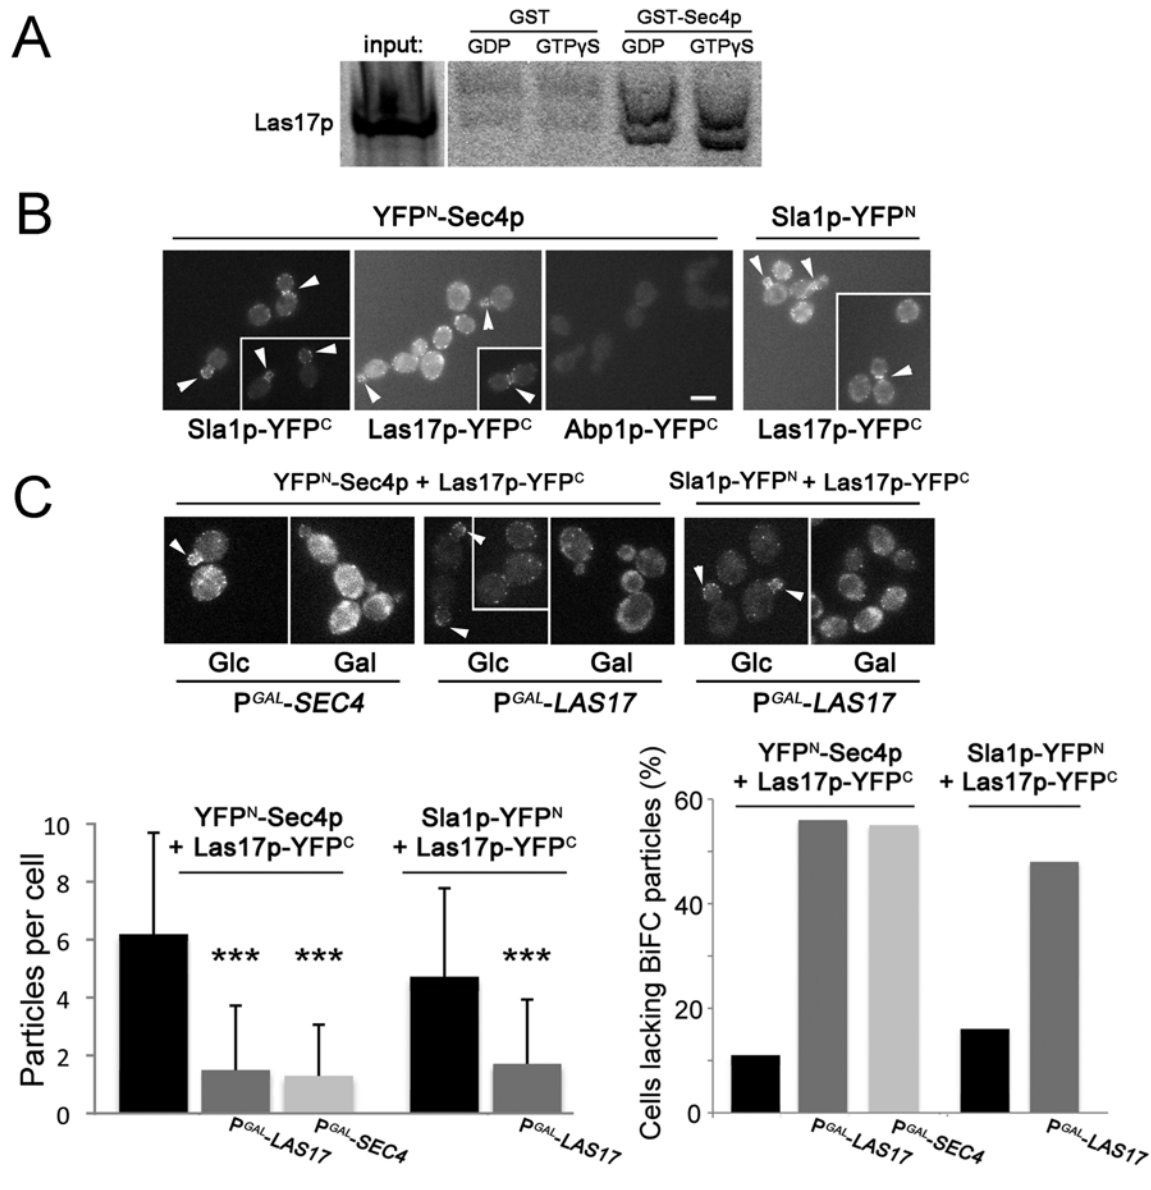 A
GST
GST-Sec4p
input:
GDP
GTPγS
GDP
GTPγS
Las17p
B
YFPᴺ-Sec4p
Sla1p-YFPᴺ
Sla1p-YFPᶜ
Las17p-YFPᶜ
Abp1p-YFPᶜ
Las17p-YFPᶜ
C
YFPᴺ-Sec4p + Las17p-YFPᶜ
Sla1p-YFPᴺ + Las17p-YFPᶜ
Glc
Gal
Glc
Gal
Glc
Gal
Pᴳᴬᴸ-SEC4
Pᴳᴬᴸ-LAS17
Pᴳᴬᴸ-LAS17
Particles per cell
10
8
6
4
2
0
YFPᴺ-Sec4p
+ Las17p-YFPᶜ
Sla1p-YFPᴺ
+ Las17p-YFPᶜ
***
***
***
Pᴳᴬᴸ-LAS17
Pᴳᴬᴸ-SEC4
Pᴳᴬᴸ-LAS17
Cells lacking BiFC particles (%)
60
40
20
0
YFPᴺ-Sec4p
+ Las17p-YFPᶜ
Sla1p-YFPᴺ
+ Las17p-YFPᶜ
Pᴳᴬᴸ-LAS17
Pᴳᴬᴸ-SEC4
Pᴳᴬᴸ-LAS17